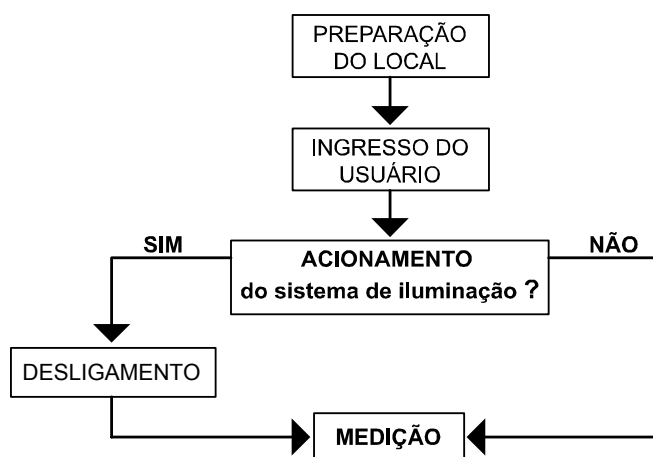 PREPARAÇÃO
DO LOCAL
INGRESSO DO
USUÁRIO
SIM
ACIONAMENTO
do sistema de iluminação ?
NÃO
DESLIGAMENTO
MEDIÇÃO